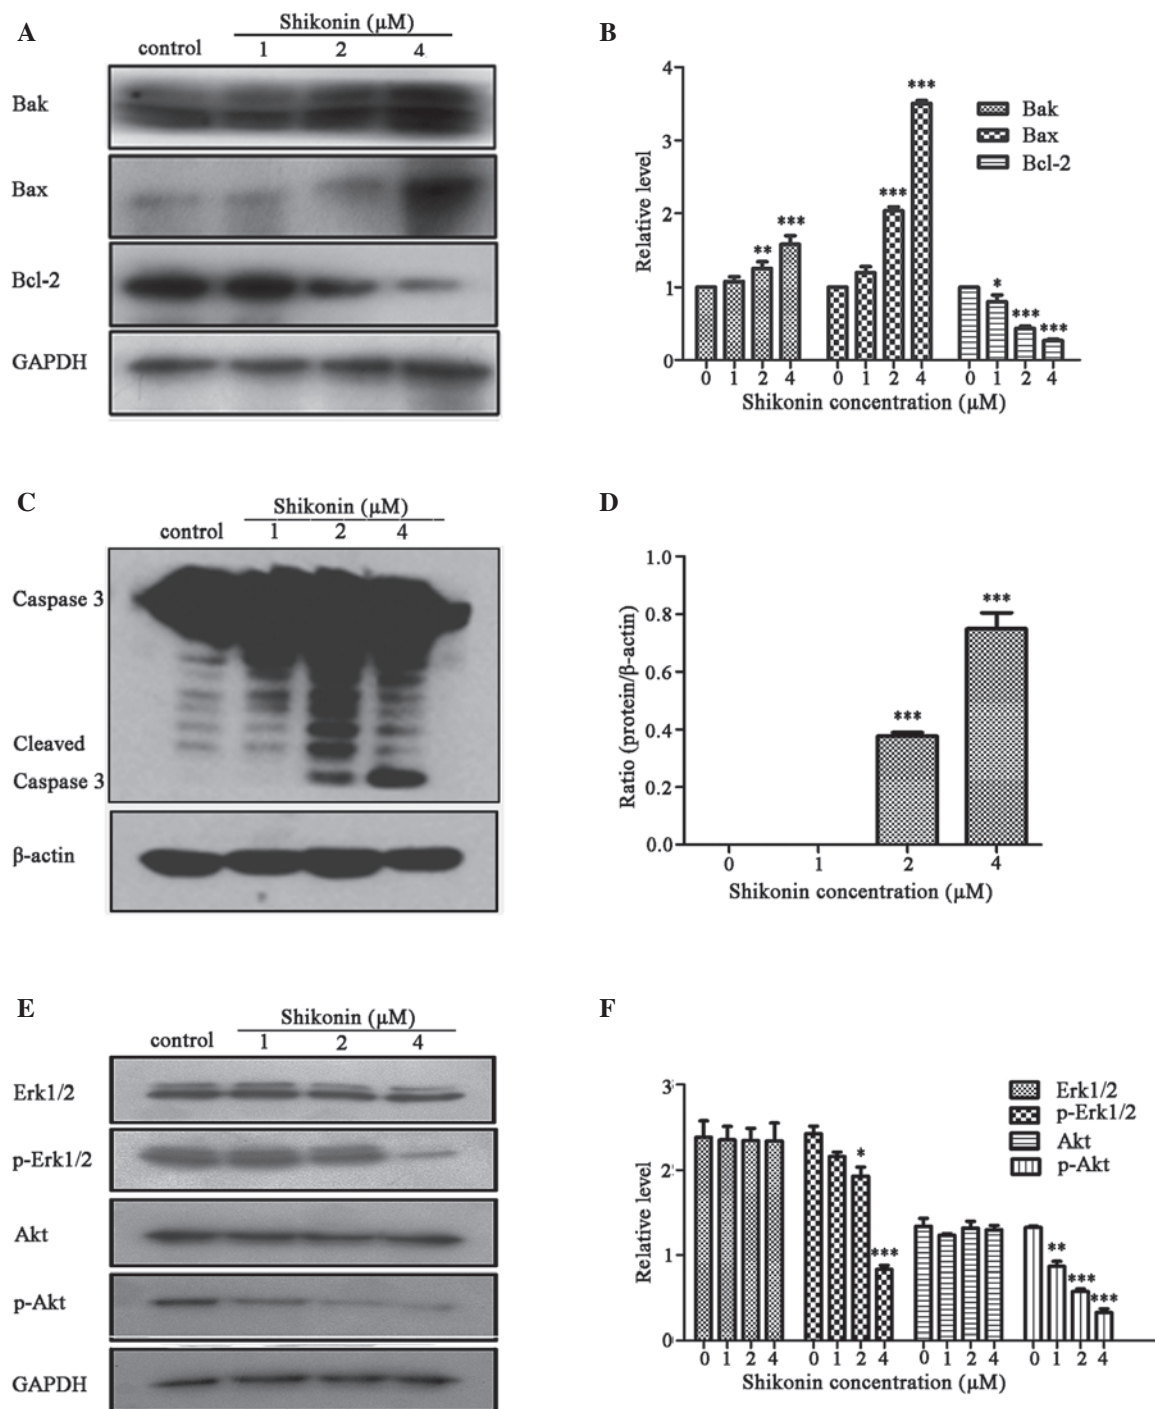 A
Shikonin (µM)
control 1 2 4
Bak
Bax
Bcl-2
GAPDH
B
4
3
2
1
0
Relative level
***
***
***
**
*
***
***
Bak
Bax
Bcl-2
0 1 2 4 0 1 2 4 0 1 2 4
Shikonin concentration (µM)
C
Shikonin (µM)
control 1 2 4
Caspase 3
Cleaved
Caspase 3
β-actin
D
1.0
0.8
0.6
0.4
0.2
0.0
Ratio (protein/β-actin)
***
***
0 1 2 4
Shikonin concentration (µM)
E
Shikonin (µM)
control 1 2 4
Erk1/2
p-Erk1/2
Akt
p-Akt
GAPDH
F
3
2
1
0
Relative level
*
***
**
***
***
Erk1/2
p-Erk1/2
Akt
p-Akt
0 1 2 4 0 1 2 4 0 1 2 4 0 1 2 4
Shikonin concentration (µM)